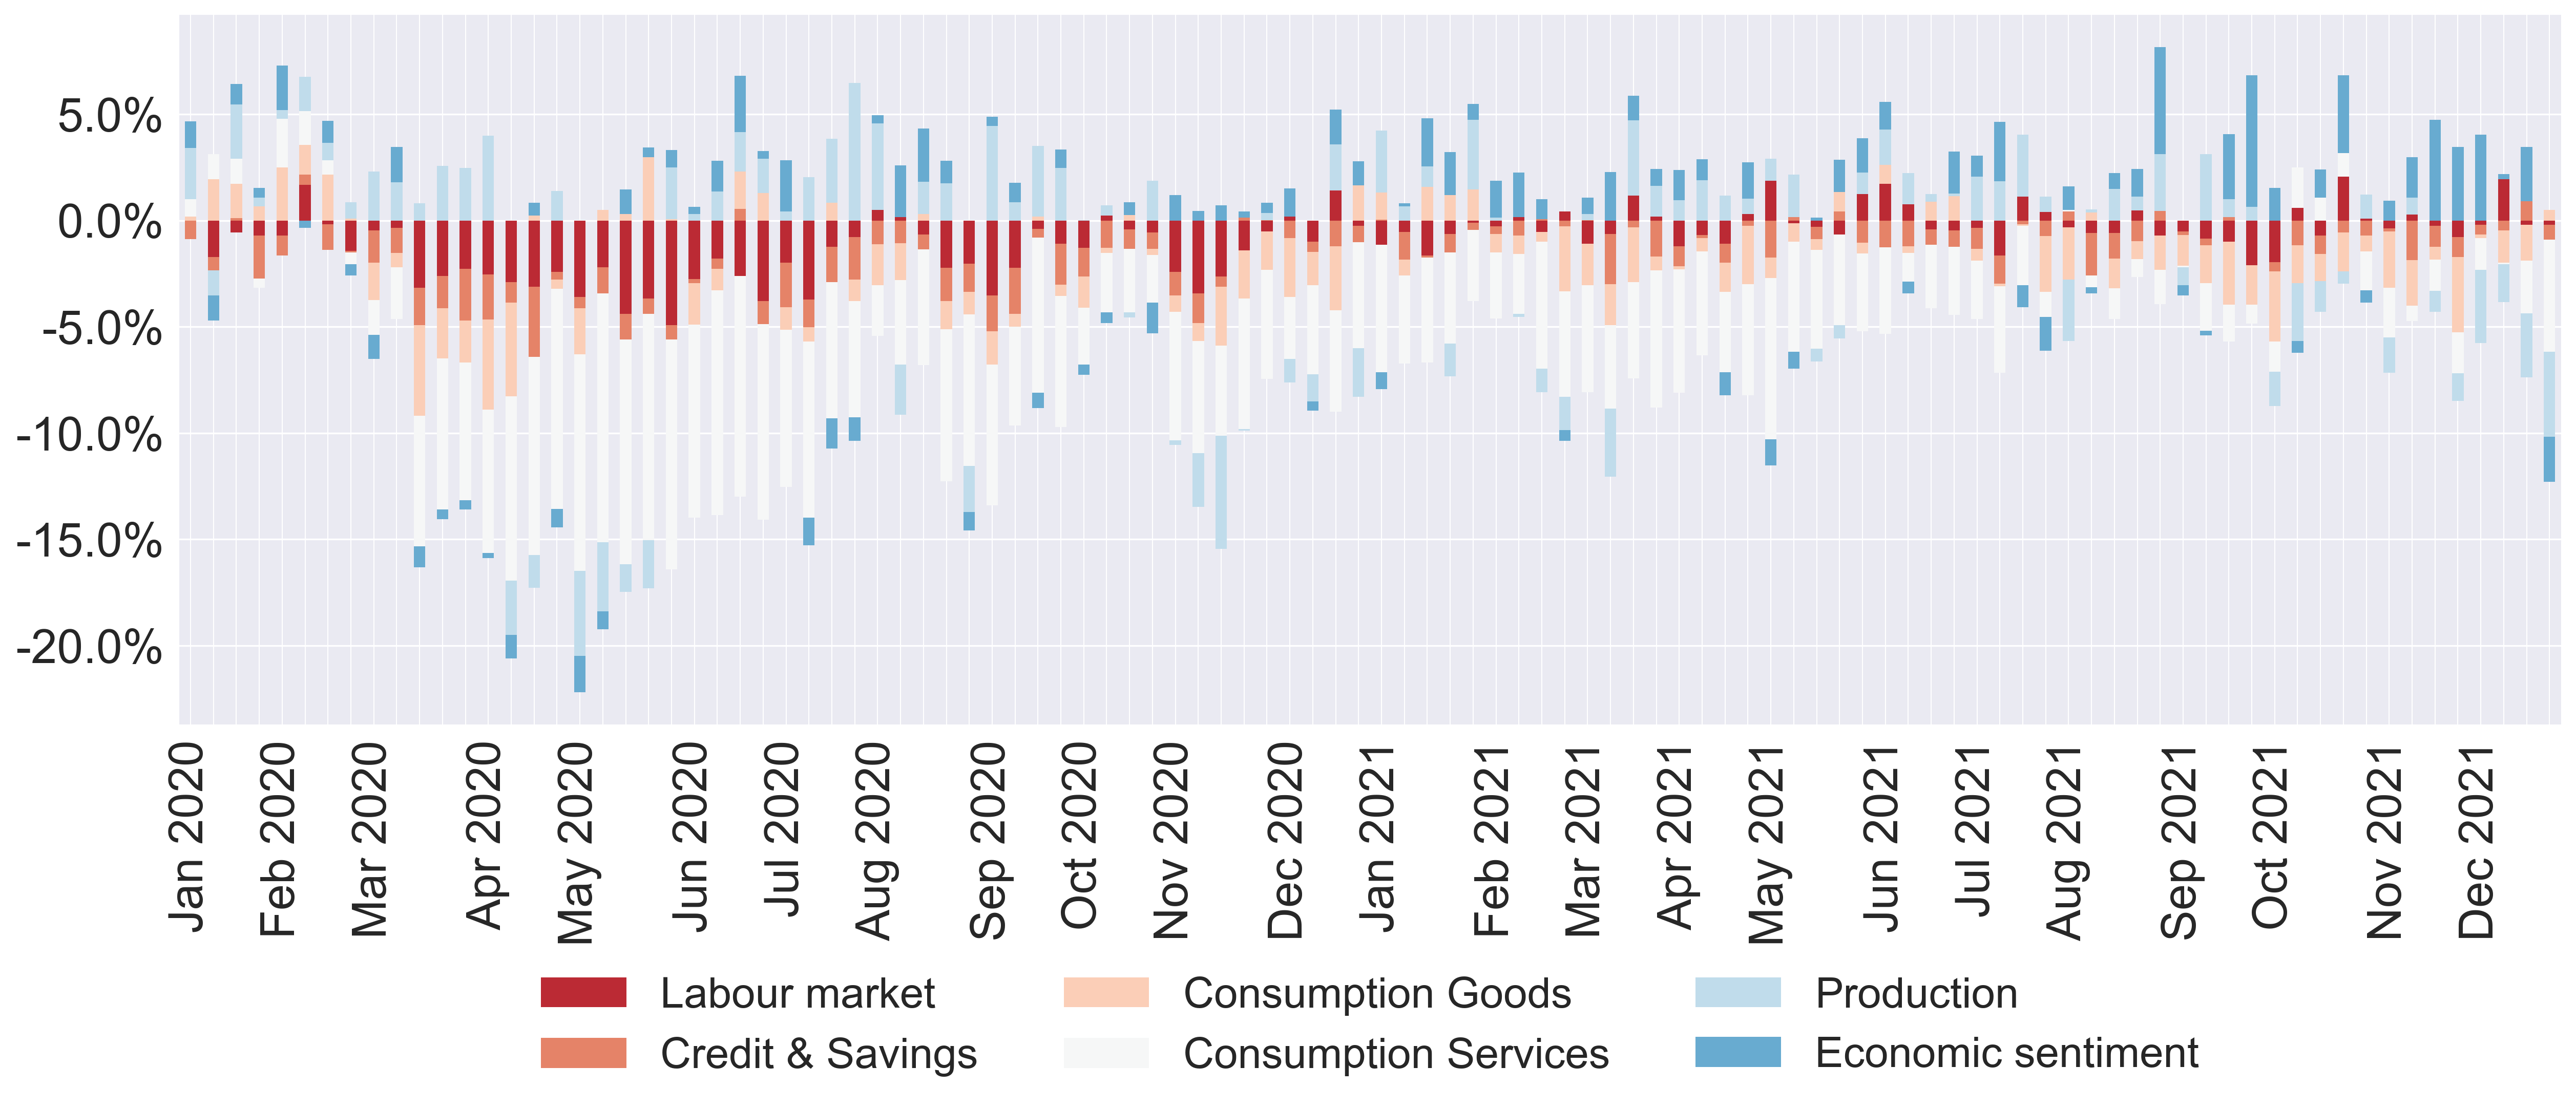 5.0%
0.0%
-5.0%
-10.0%
-15.0%
-20.0%
Jan 2020
Feb 2020
Mar 2020
Apr 2020
May 2020
Jun 2020
Jul 2020
Aug 2020
Sep 2020
Oct 2020
Nov 2020
Dec 2020
Jan 2021
Feb 2021
Mar 2021
Apr 2021
May 2021
Jun 2021
Jul 2021
Aug 2021
Sep 2021
Oct 2021
Nov 2021
Dec 2021
Labour market
Consumption Goods
Production
Credit & Savings
Consumption Services
Economic sentiment